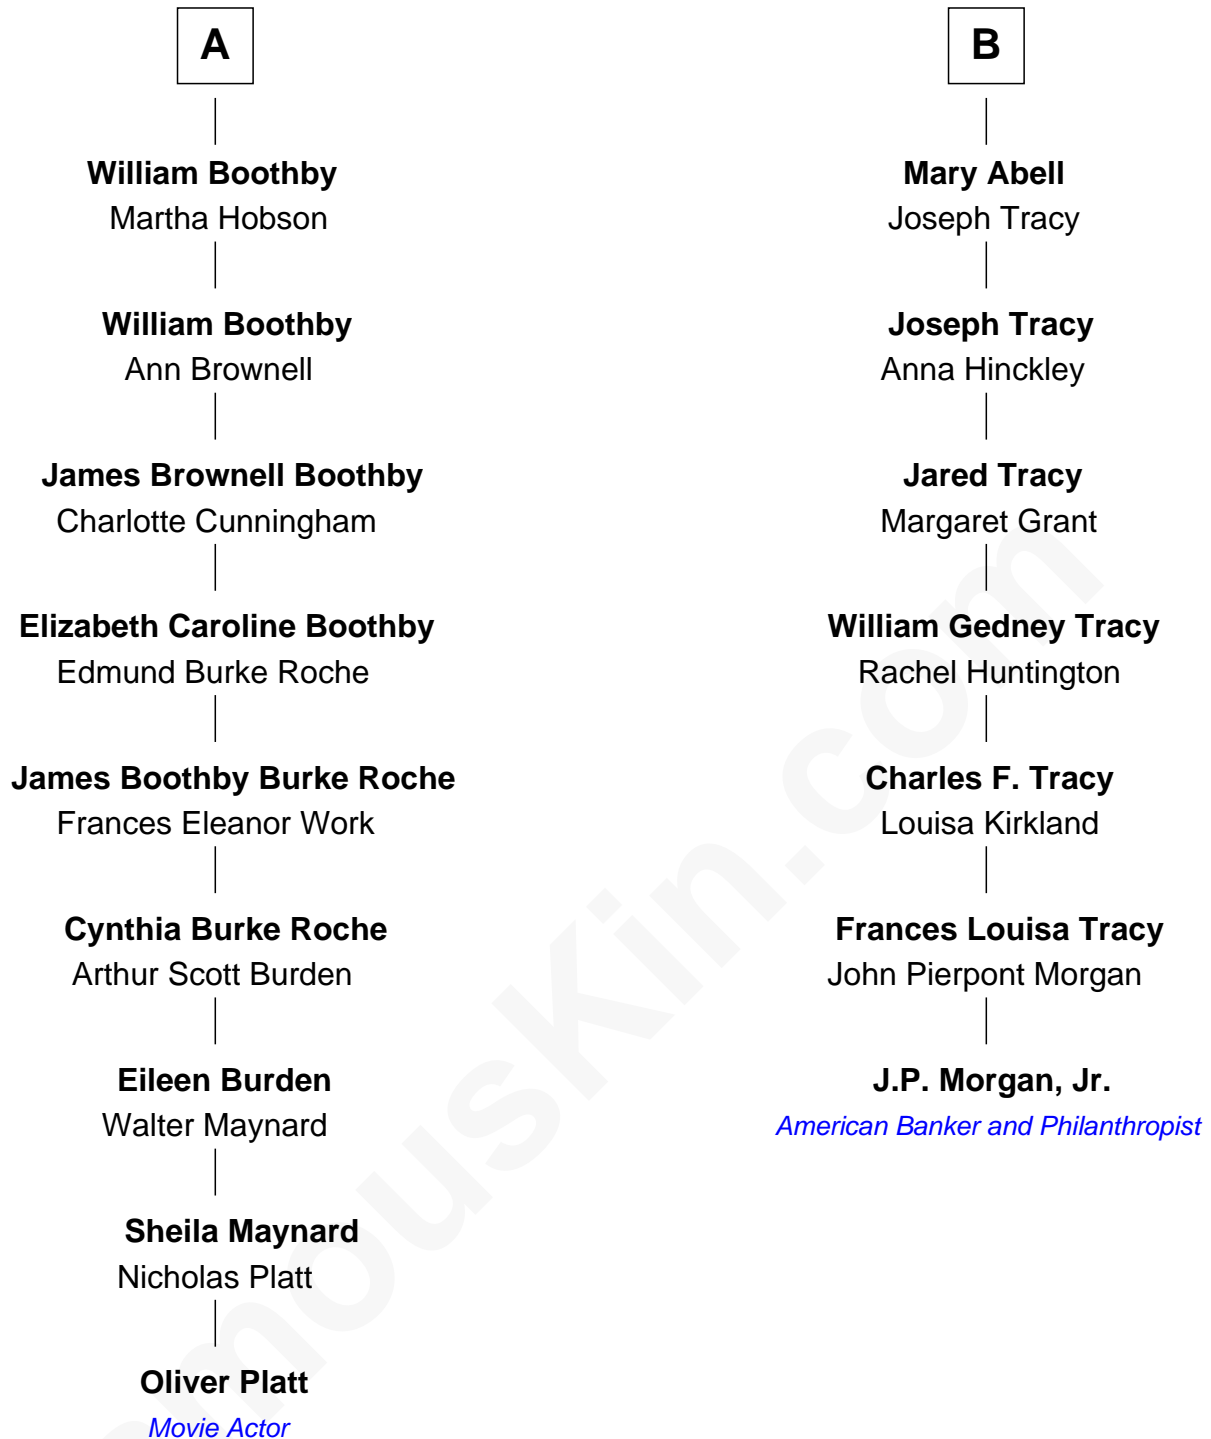 A
William Boothby
Martha Hobson
William Boothby
Ann Brownell
James Brownell Boothby
Charlotte Cunningham
Elizabeth Caroline Boothby
Edmund Burke Roche
James Boothby Burke Roche
Frances Eleanor Work
Cynthia Burke Roche
Arthur Scott Burden
Eileen Burden
Walter Maynard
Sheila Maynard
Nicholas Platt
Oliver Platt
Movie Actor
B
Mary Abell
Joseph Tracy
Joseph Tracy
Anna Hinckley
Jared Tracy
Margaret Grant
William Gedney Tracy
Rachel Huntington
Charles F. Tracy
Louisa Kirkland
Frances Louisa Tracy
John Pierpont Morgan
J.P. Morgan, Jr.
American Banker and Philanthropist
mousKin.com